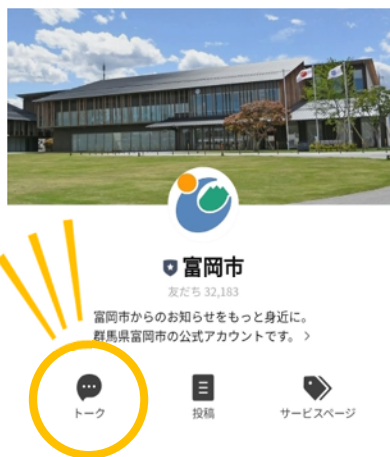 富岡市
友だち 32,183
富岡市からのお知らせをもっと身近に。
群馬県富岡市の公式アカウントです。
トーク
投稿
サービスページ